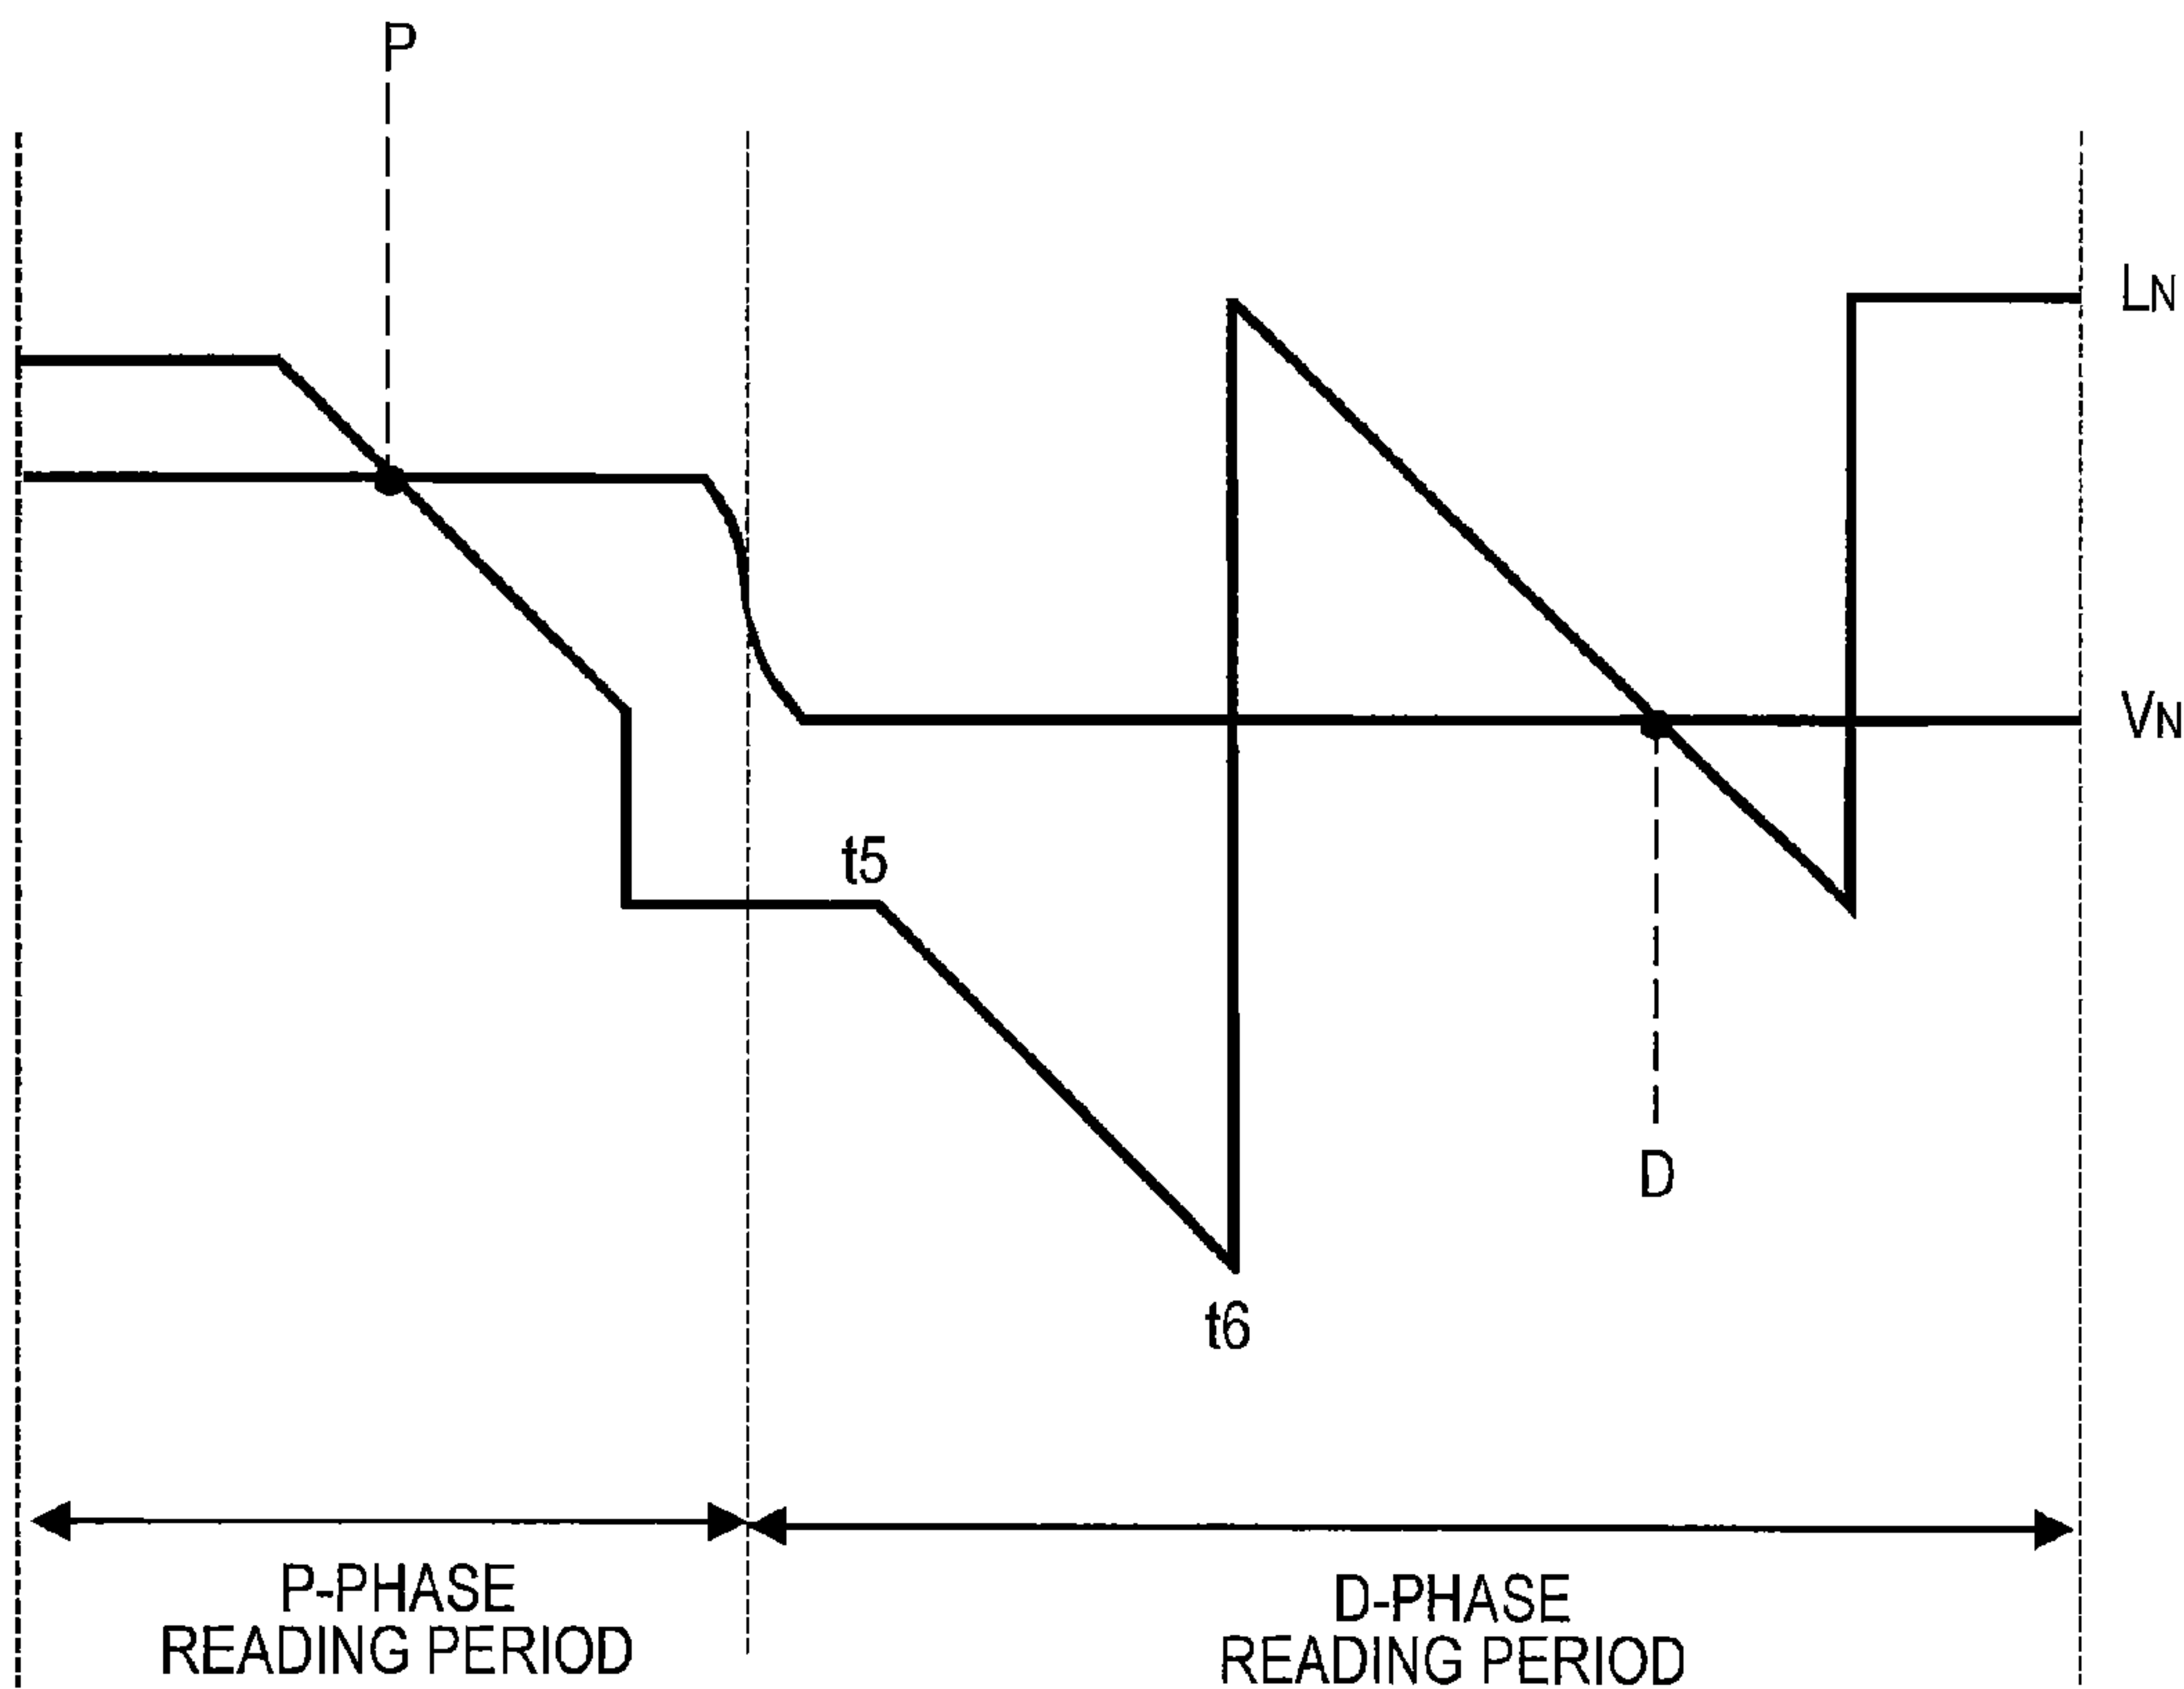 P
LN
VN
t5
D
t6
P-PHASE
READING PERIOD
D-PHASE
READING PERIOD